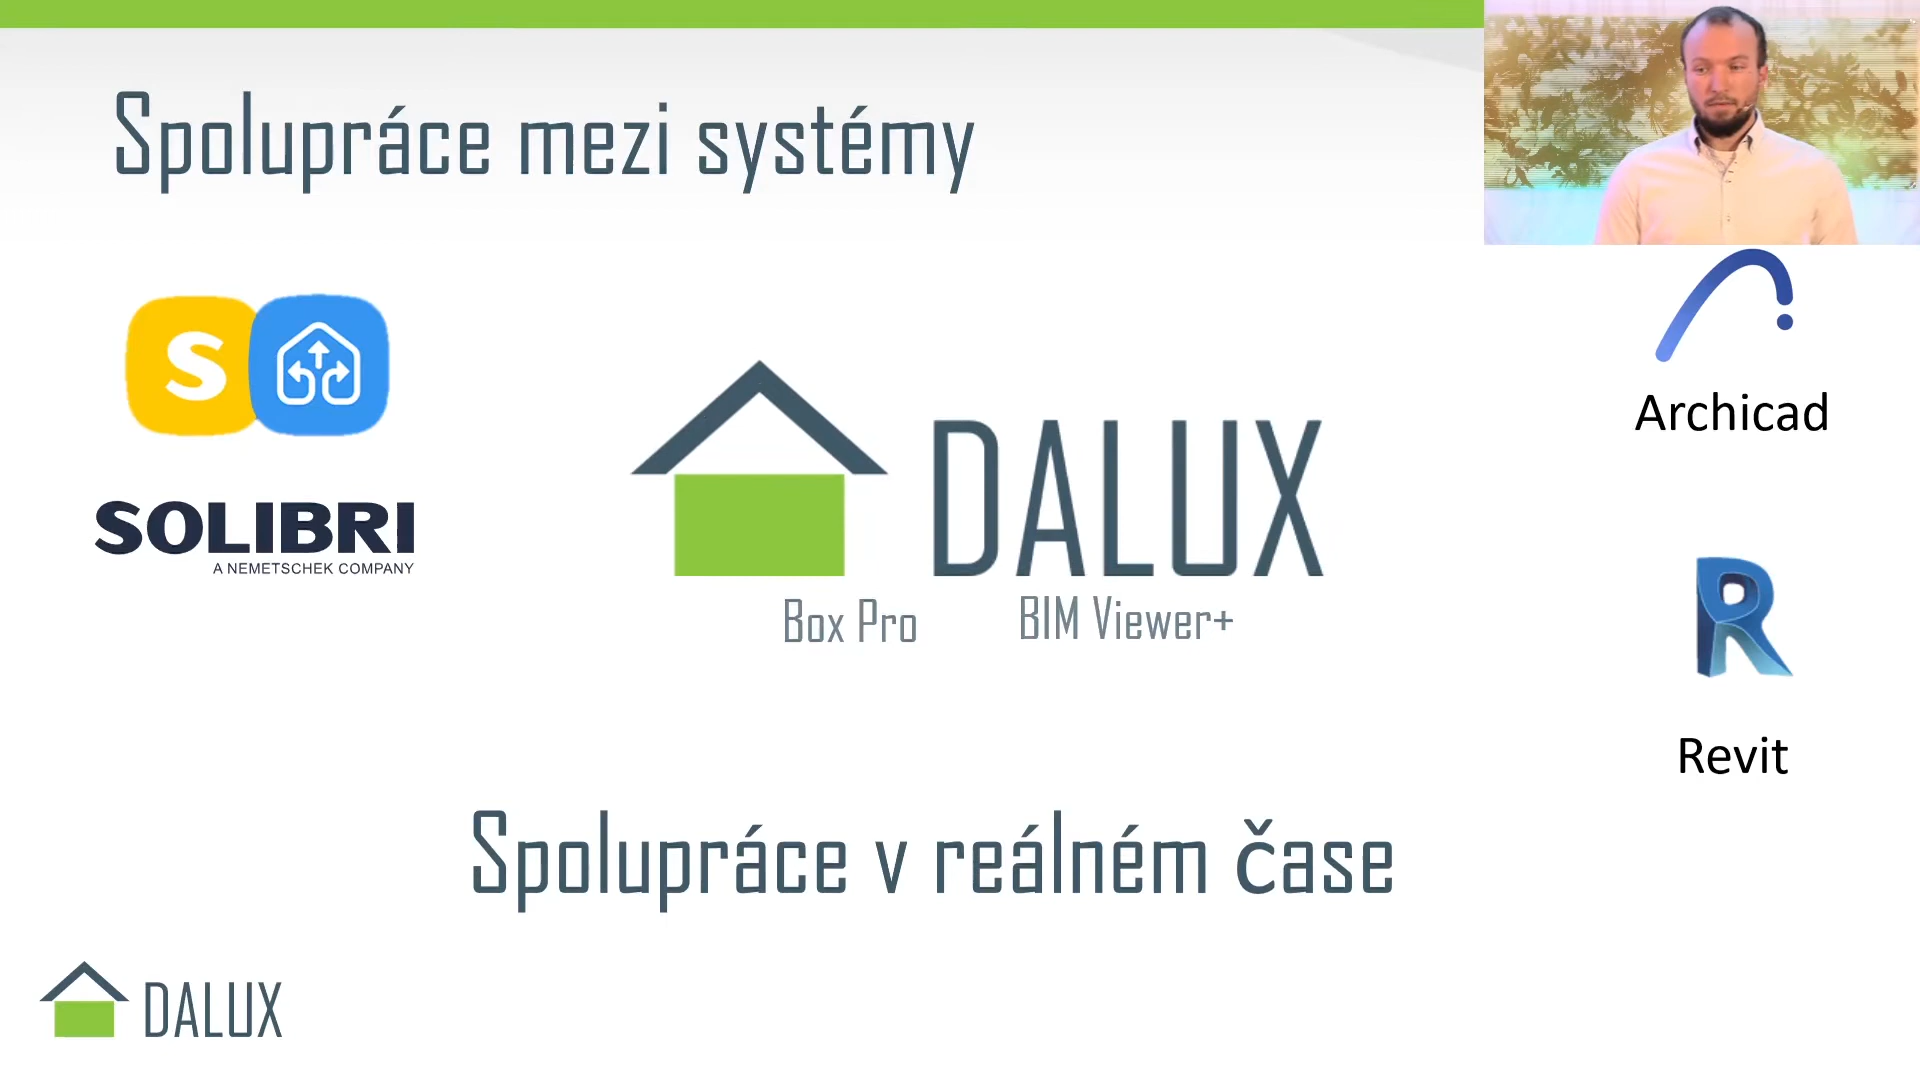 Spolupráce mezi systémy
S
SOLIBRI
A NEMETSCHEK COMPANY
DALUX
Box Pro
BIM Viewer+
Archicad
R
Revit
Spolupráce v reálném čase
DALUX